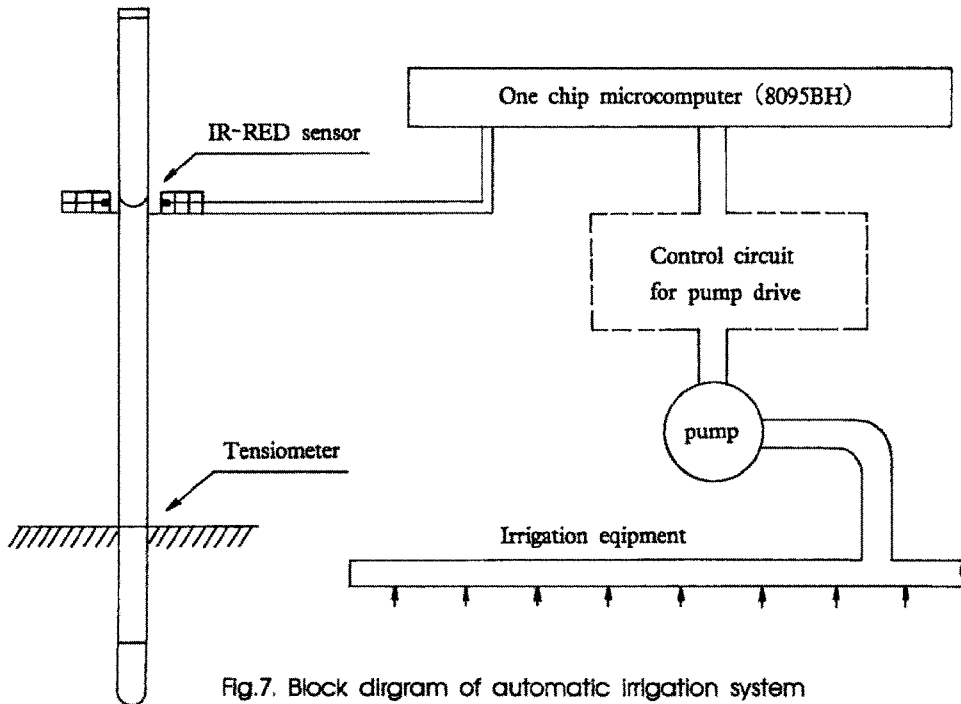 One chip microcomputer (8095BH)
IR-RED sensor
Control circuit
for pump drive
pump
Tensiometer
Irrigation eqipment
Fig.7. Block dirgram of automatic irrigation system